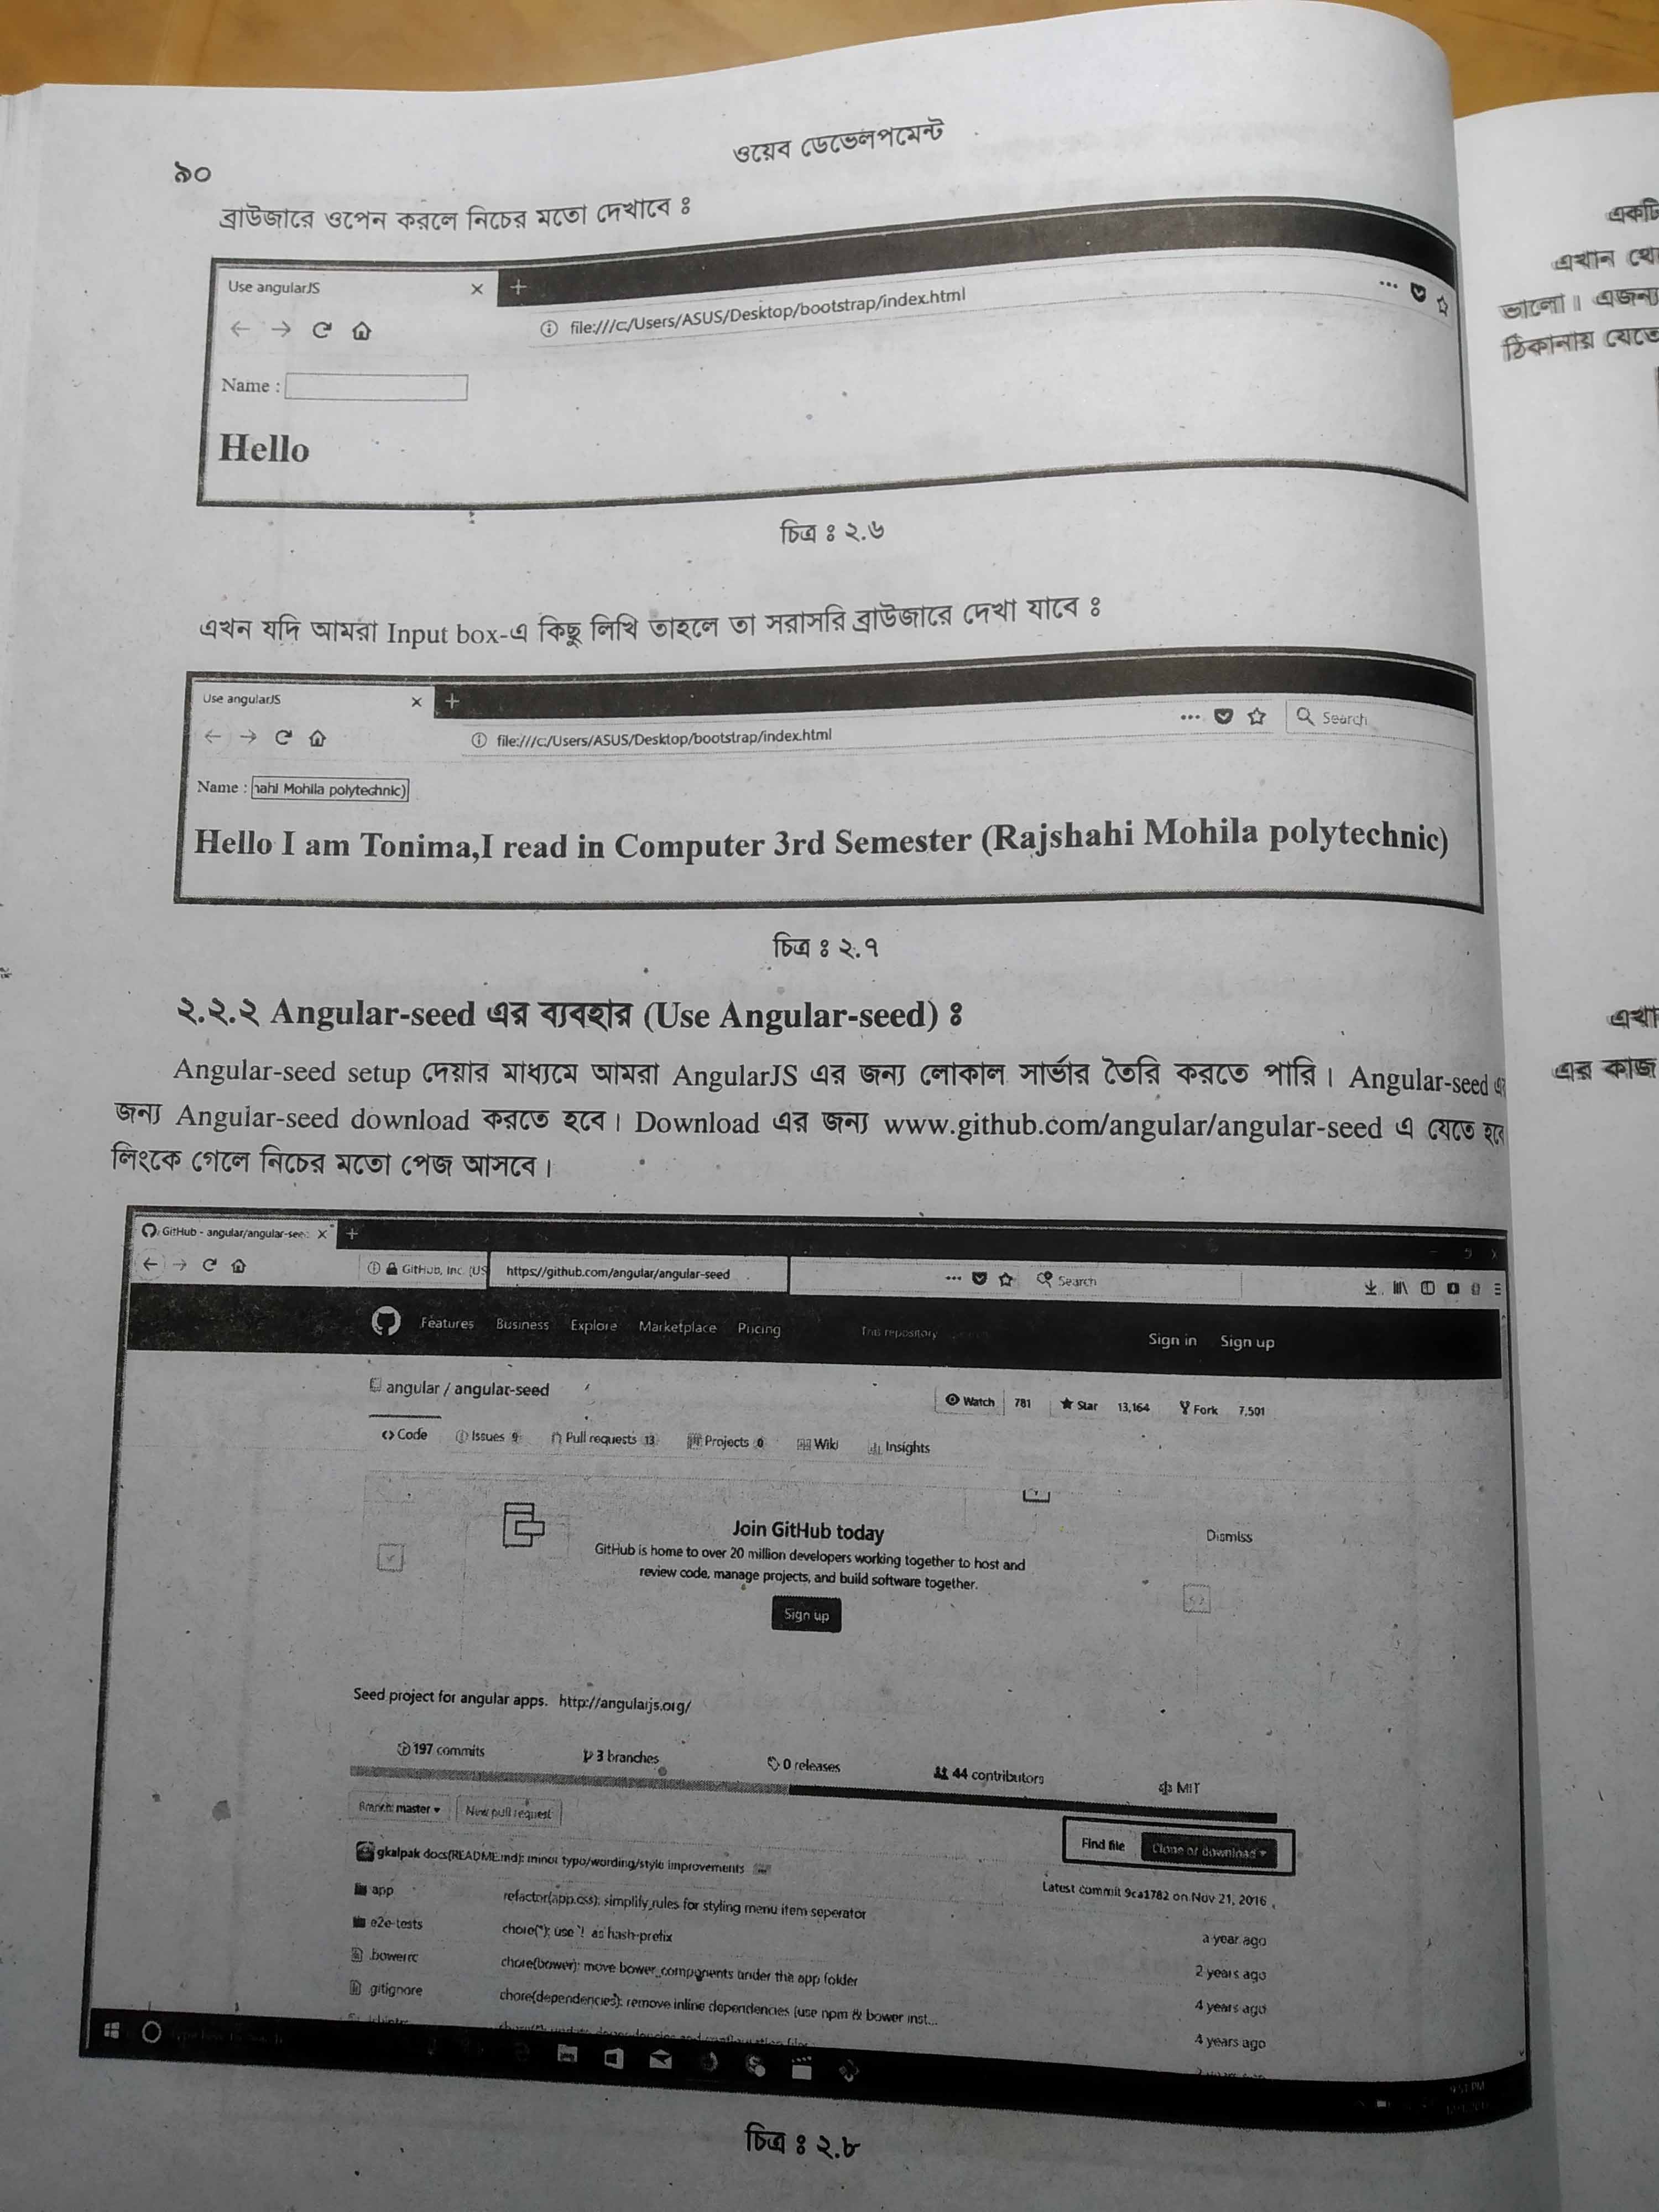 ৯০
ওয়েব ডেভেলপমেন্ট
ব্রাউজারে ওপেন করলে নিচের মতো দেখাবে ঃ
Use angularJS
file:///c:/Users/ASUS/Desktop/bootstrap/index.html
Name :
Hello
চিত্র ঃ ২.৬
এখন যদি আমরা Input box-এ কিছু লিখি তাহলে তা সরাসরি ব্রাউজারে দেখা যাবে ঃ
Use angularJS
file:///c:/Users/ASUS/Desktop/bootstrap/index.html
Search
Name : hahi Mohila polytechnic)
Hello I am Tonima,I read in Computer 3rd Semester (Rajshahi Mohila polytechnic)
চিত্র ঃ ২.৭
২.২.২ Angular-seed এর ব্যবহার (Use Angular-seed) ঃ
Angular-seed setup দেয়ার মাধ্যমে আমরা AngularJS এর জন্য লোকাল সার্ভার তৈরি করতে পারি। Angular-seed এর
জন্য Angular-seed download করতে হবে। Download এর জন্য www.github.com/angular/angular-seed এ যেতে হবে
লিংকে গেলে নিচের মতো পেজ আসবে।
GitHub - angular/angular-see
GitHub, Inc. (US
https://github.com/angular/angular-seed
Search
Features Business Explore Marketplace Pricing This repository Sign in Sign up
angular / angular-seed
Watch 781 Star 13,164 Fork 7,501
Code Issues 9 Pull requests 13 Projects 0 Wiki Insights
Join GitHub today
Dismiss
GitHub is home to over 20 million developers working together to host and
review code, manage projects, and build software together.
Sign up
Seed project for angular apps. http://angularjs.org/
197 commits 3 branches 0 releases 44 contributors MIT
Branch: master New pull request Find file Clone or download
gkalpak docs(README.md): minor typo/wording/style improvements
Latest commit 9ca1782 on Nov 21, 2016
app refactor(app.css): simplify rules for styling menu item seperator a year ago
e2e-tests chore(*): use `! as hash-prefix 2 years ago
.bowerrc chore(bower): move bower_components under the app folder 4 years ago
.gitignore chore(dependencies): remove inline dependencies (use npm & bower inst... 4 years ago
চিত্র ঃ ২.৮
একটি
এখান থে
ভালো। এজন্য
ঠিকানায় যেতে
এখা
এর কাজ